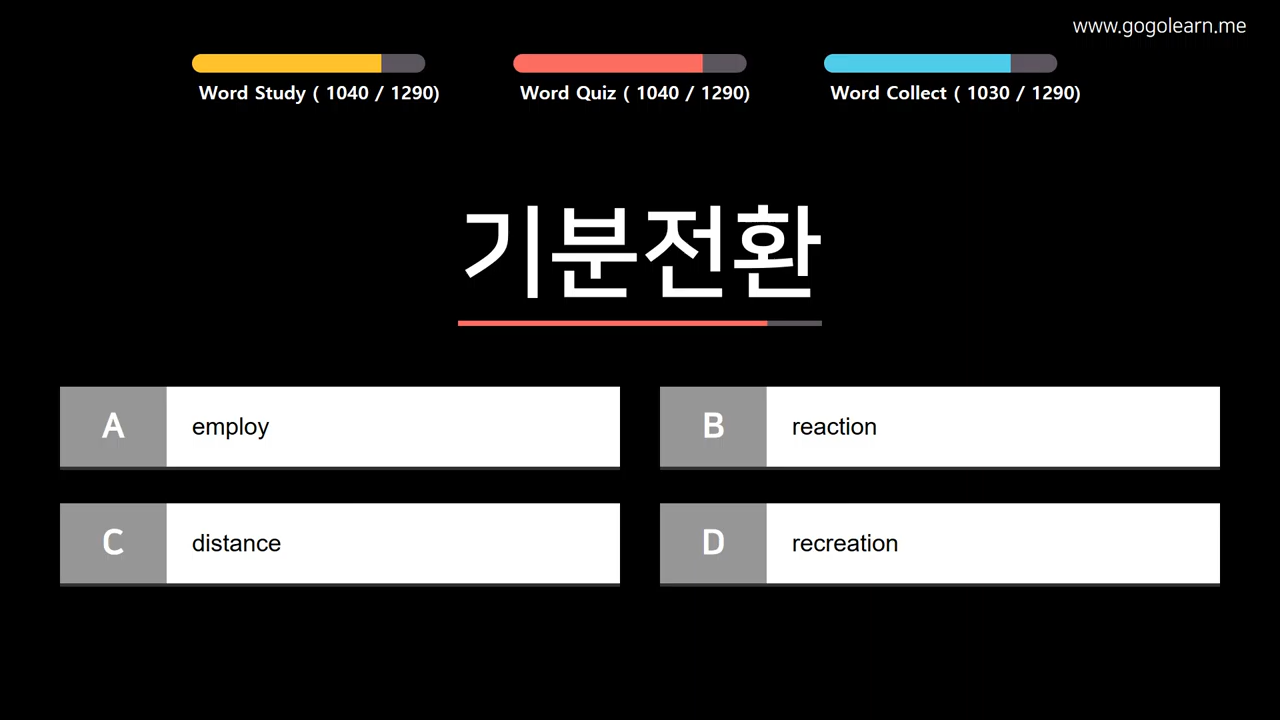 www.gogolearn.me
Word Study ( 1040 / 1290)
Word Quiz ( 1040 / 1290)
Word Collect ( 1030 / 1290)
기분전환
A
employ
B
reaction
C
distance
D
recreation